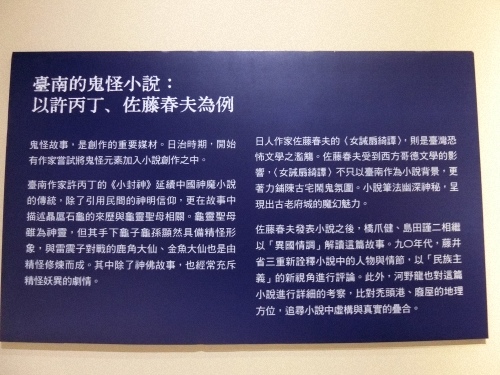 臺南的鬼怪小說：
以許丙丁、佐藤春夫為例
鬼怪故事，是創作的重要媒材。日治時期，開始
有作家嘗試將鬼怪元素加入小說創作之中。
臺南作家許丙丁的《小封神》延續中國神魔小說
的傳統，除了引用民間的神明信仰，更在故事中
描述贔屭石龜的來歷與龜靈聖母相關。龜靈聖母
雖為神靈，但其手下龜子龜孫顯然具備精怪形
象，與雷震子對戰的鹿角大仙、金魚大仙也是由
精怪修煉而成。其中除了神佛故事，也經常充斥
精怪妖異的劇情。
日人作家佐藤春夫的〈女誡扇綺譚〉，則是臺灣恐
怖文學之濫觴。佐藤春夫受到西方哥德文學的影
響，〈女誡扇綺譚〉不只以臺南作為小說背景，更
著力鋪陳古宅鬧鬼氛圍。小說筆法幽深神秘，呈
現出古老府城的魔幻魅力。
佐藤春夫發表小說之後，橋爪健、島田謹二相繼
以「異國情調」解讀這篇故事。九〇年代，藤井
省三重新詮釋小說中的人物與情節，以「民族主
義」的新視角進行評論。此外，河野龍也對這篇
小說進行詳細的考察，比對禿頭港、廢屋的地理
方位，追尋小說中虛構與真實的疊合。